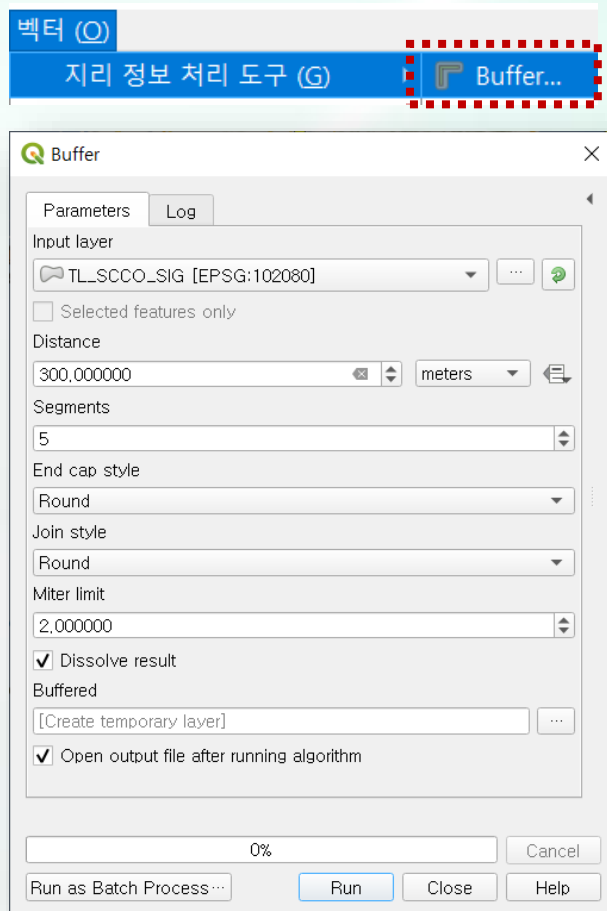 벡터 (O)
지리 정보 처리 도구 (G) Buffer...
Buffer
Parameters Log
Input layer
TL_SCCO_SIG [EPSG:102080] ...
Selected features only
Distance
300,000000 meters
Segments
5
End cap style
Round
Join style
Round
Miter limit
2,000000
Dissolve result
Buffered
[Create temporary layer] ...
Open output file after running algorithm
0% Cancel
Run as Batch Process... Run Close Help